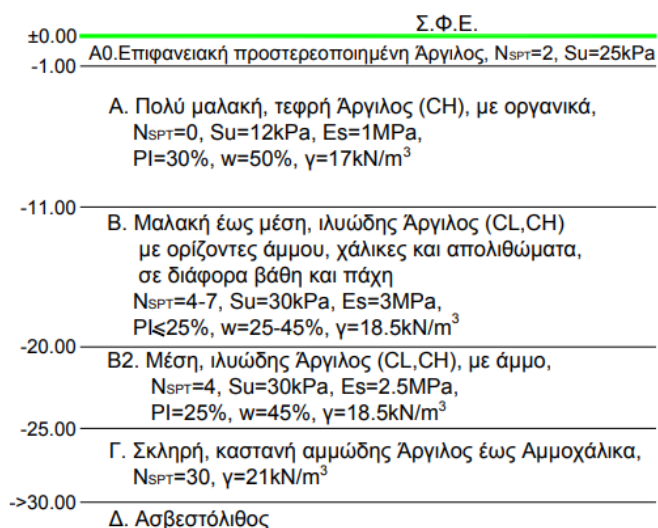 Σ.Φ.Ε.
±0.00
Α0.Επιφανειακή προστερεοποιημένη Άργιλος, NSPT=2, Su=25kPa
-1.00
Α. Πολύ μαλακή, τεφρή Άργιλος (CH), με οργανικά,
NSPT=0, Su=12kPa, Es=1MPa,
PI=30%, w=50%, γ=17kN/m³
-11.00
Β. Μαλακή έως μέση, ιλυώδης Άργιλος (CL,CH)
με ορίζοντες άμμου, χάλικες και απολιθώματα,
σε διάφορα βάθη και πάχη
NSPT=4-7, Su=30kPa, Es=3MPa,
PI⩽25%, w=25-45%, γ=18.5kN/m³
-20.00
Β2. Μέση, ιλυώδης Άργιλος (CL,CH), με άμμο,
NSPT=4, Su=30kPa, Es=2.5MPa,
PI=25%, w=45%, γ=18.5kN/m³
-25.00
Γ. Σκληρή, καστανή αμμώδης Άργιλος έως Αμμοχάλικα,
NSPT=30, γ=21kN/m³
->30.00
Δ. Ασβεστόλιθος